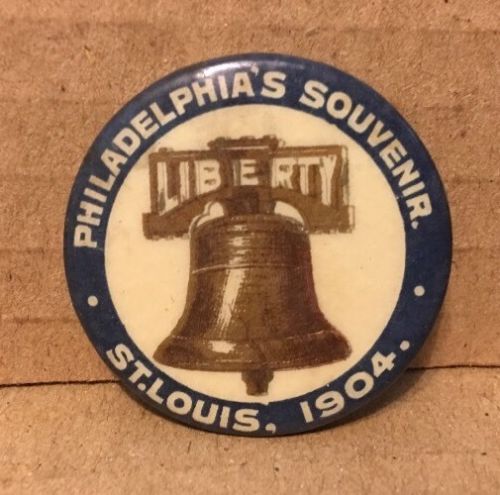 PHILADELPHIA'S SOUVENIR.
LIBERTY
• ST. LOUIS, 1904. •